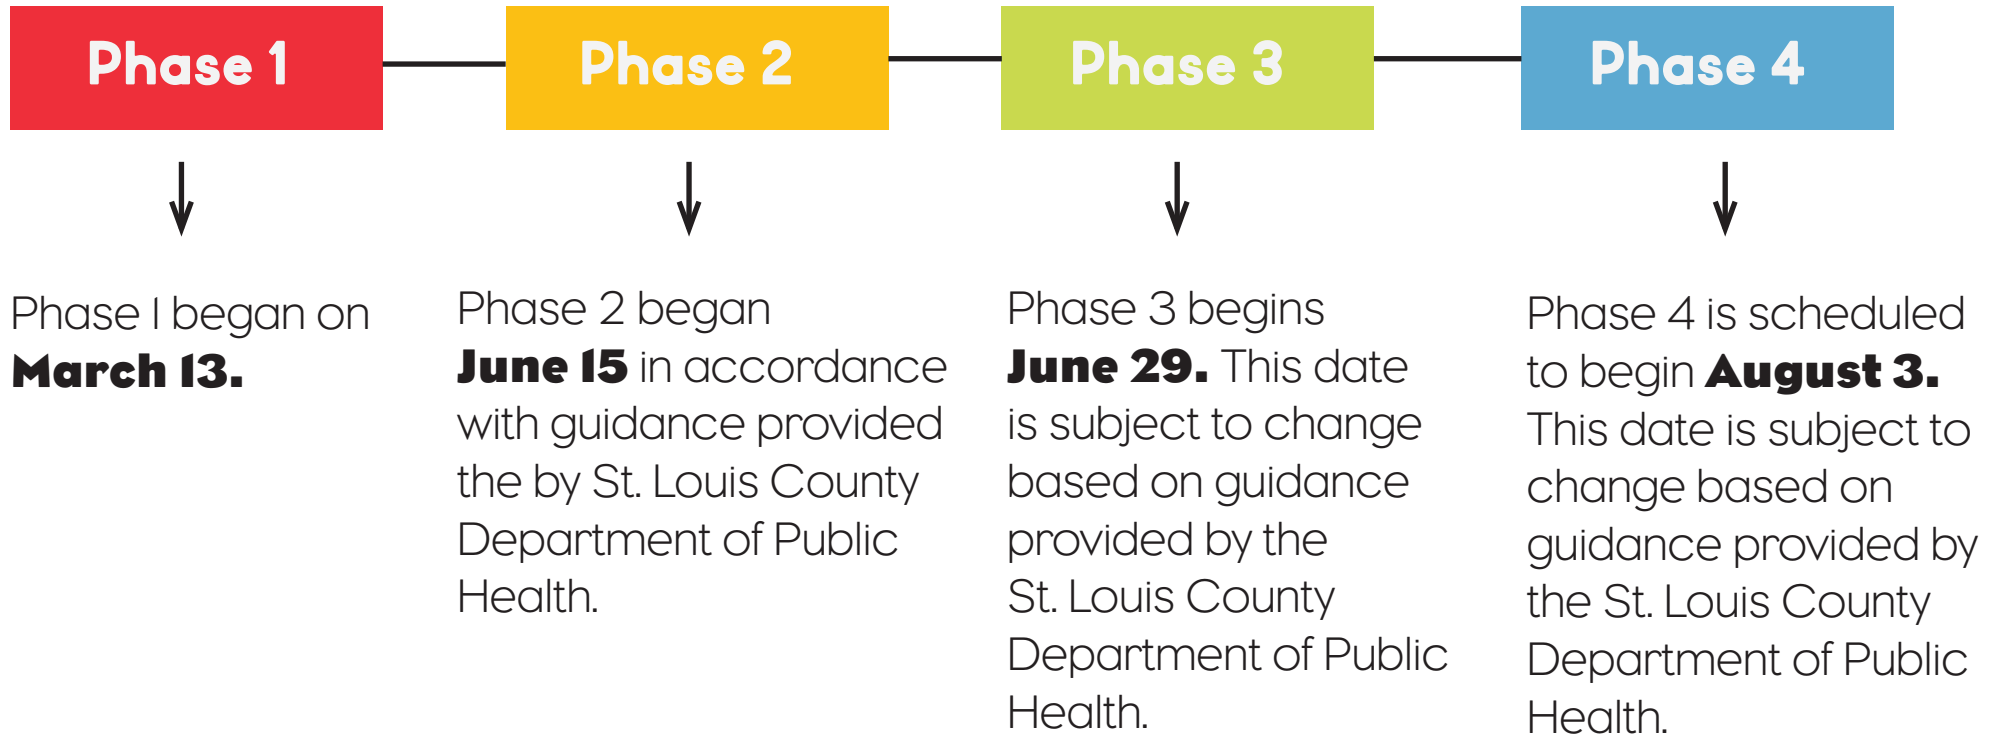 Phase 1
Phase 2
Phase 3
Phase 4
Phase 1 began on
March 13.
Phase 2 began
June 15 in accordance
with guidance provided
the by St. Louis County
Department of Public
Health.
Phase 3 begins
June 29. This date
is subject to change
based on guidance
provided by the
St. Louis County
Department of Public
Health.
Phase 4 is scheduled
to begin August 3.
This date is subject to
change based on
guidance provided by
the St. Louis County
Department of Public
Health.